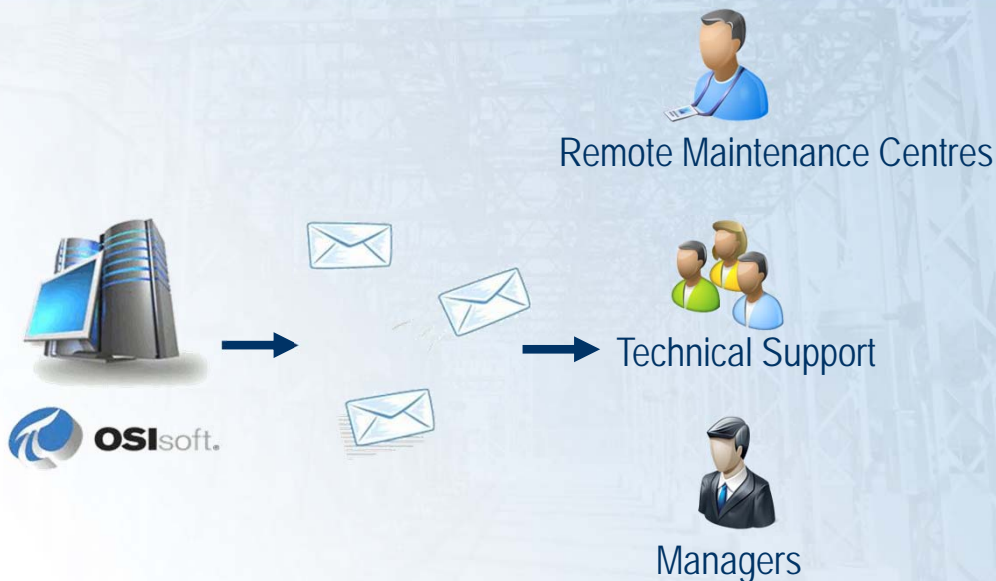 Remote Maintenance Centres
Technical Support
OSIsoft.
Managers